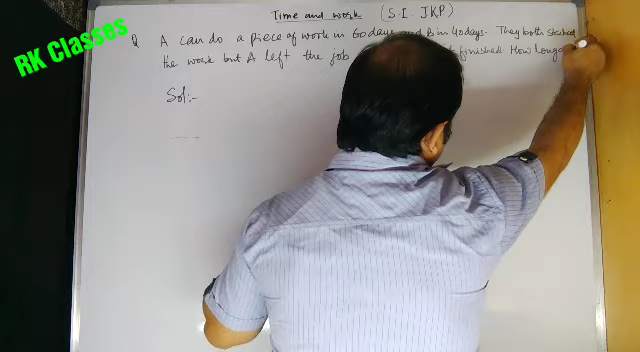 RK Classes
Time and work (S.I. JKP)
Q A can do a piece of work in 60 days and B in 40 days. They both started
the work but A left the job finished. How long
Sol:-